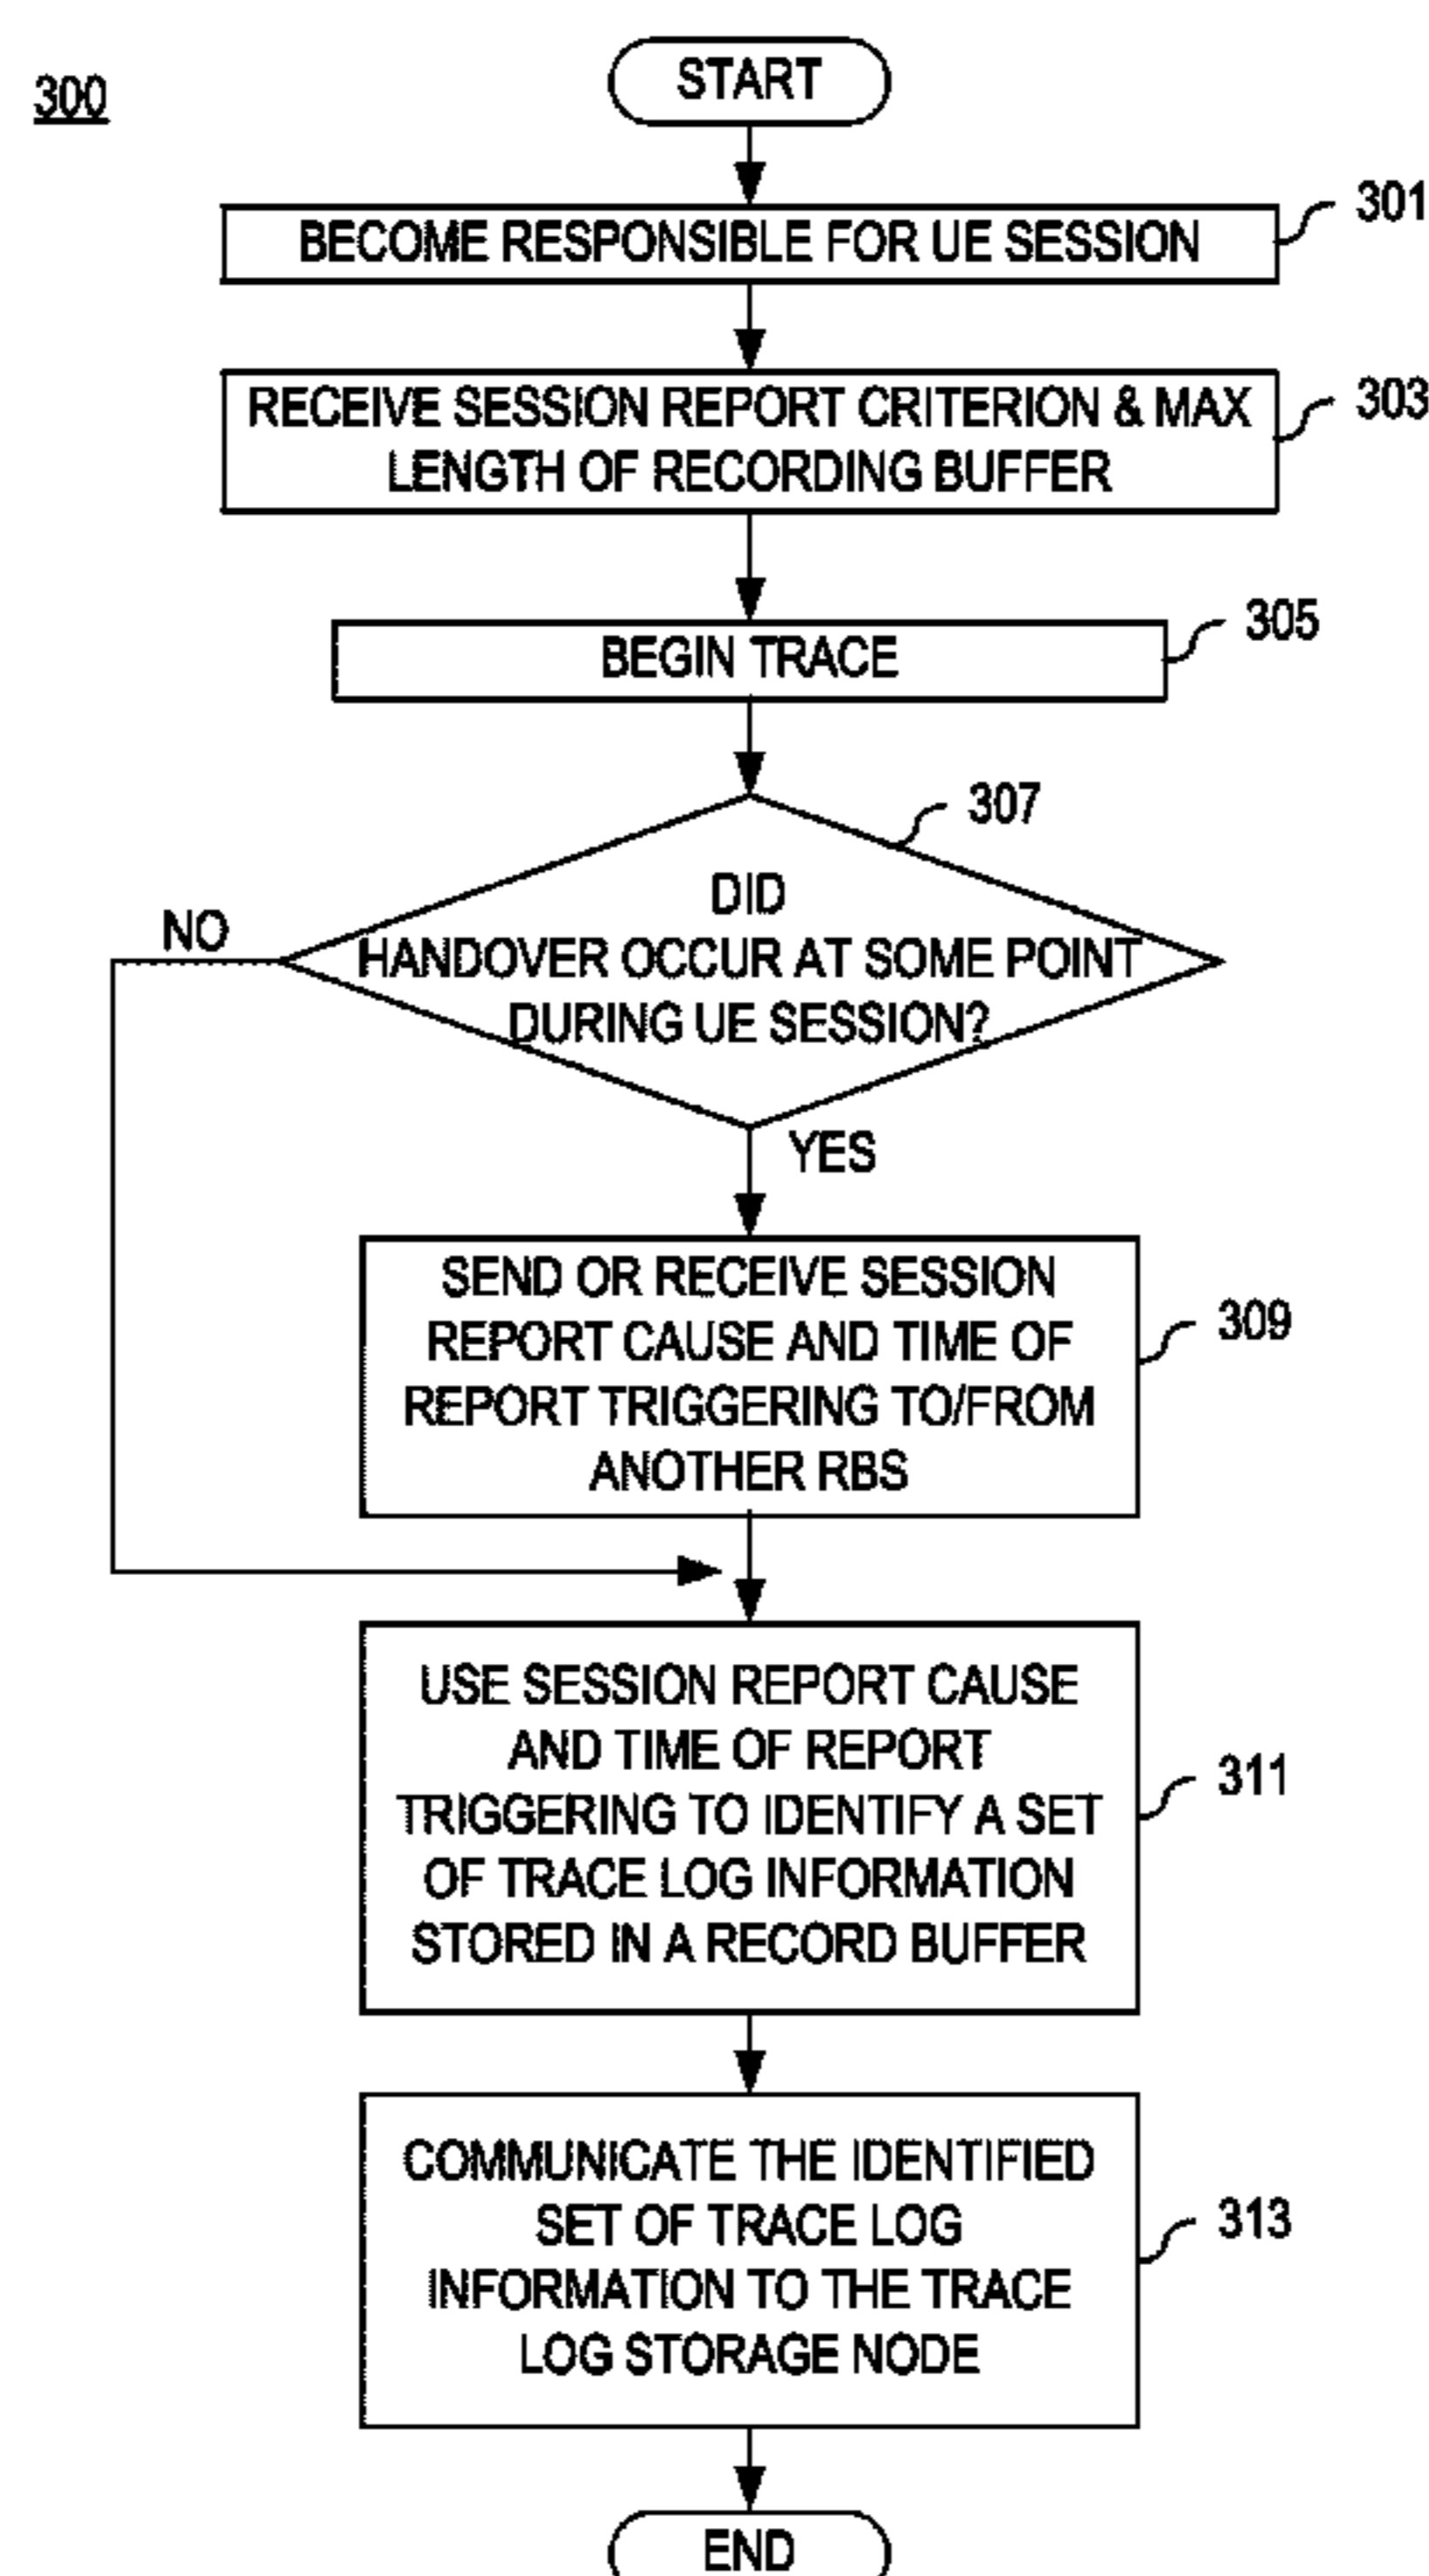 300
START
301
BECOME RESPONSIBLE FOR UE SESSION
303
RECEIVE SESSION REPORT CRITERION & MAX
LENGTH OF RECORDING BUFFER
305
BEGIN TRACE
307
DID
HANDOVER OCCUR AT SOME POINT
DURING UE SESSION?
NO
YES
309
SEND OR RECEIVE SESSION
REPORT CAUSE AND TIME OF
REPORT TRIGGERING TO/FROM
ANOTHER RBS
311
USE SESSION REPORT CAUSE
AND TIME OF REPORT
TRIGGERING TO IDENTIFY A SET
OF TRACE LOG INFORMATION
STORED IN A RECORD BUFFER
313
COMMUNICATE THE IDENTIFIED
SET OF TRACE LOG
INFORMATION TO THE TRACE
LOG STORAGE NODE
END